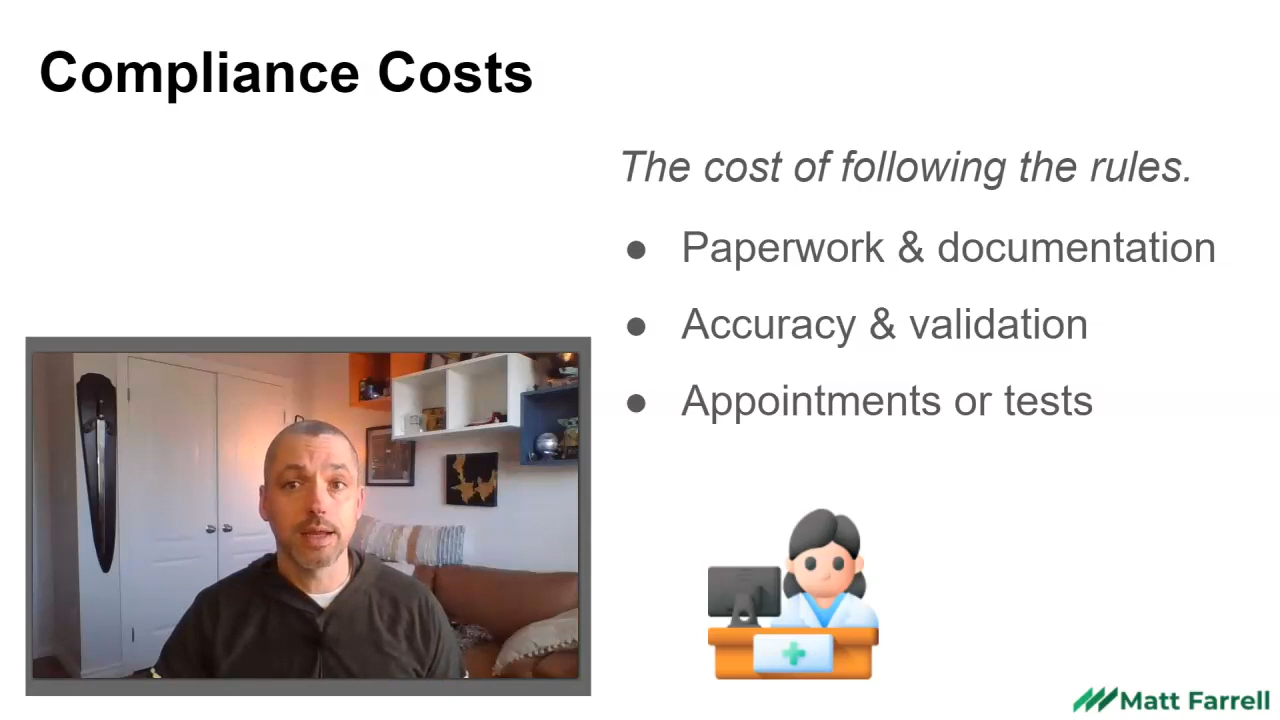 Compliance Costs
The cost of following the rules.
● Paperwork & documentation
● Accuracy & validation
● Appointments or tests
Matt Farrell